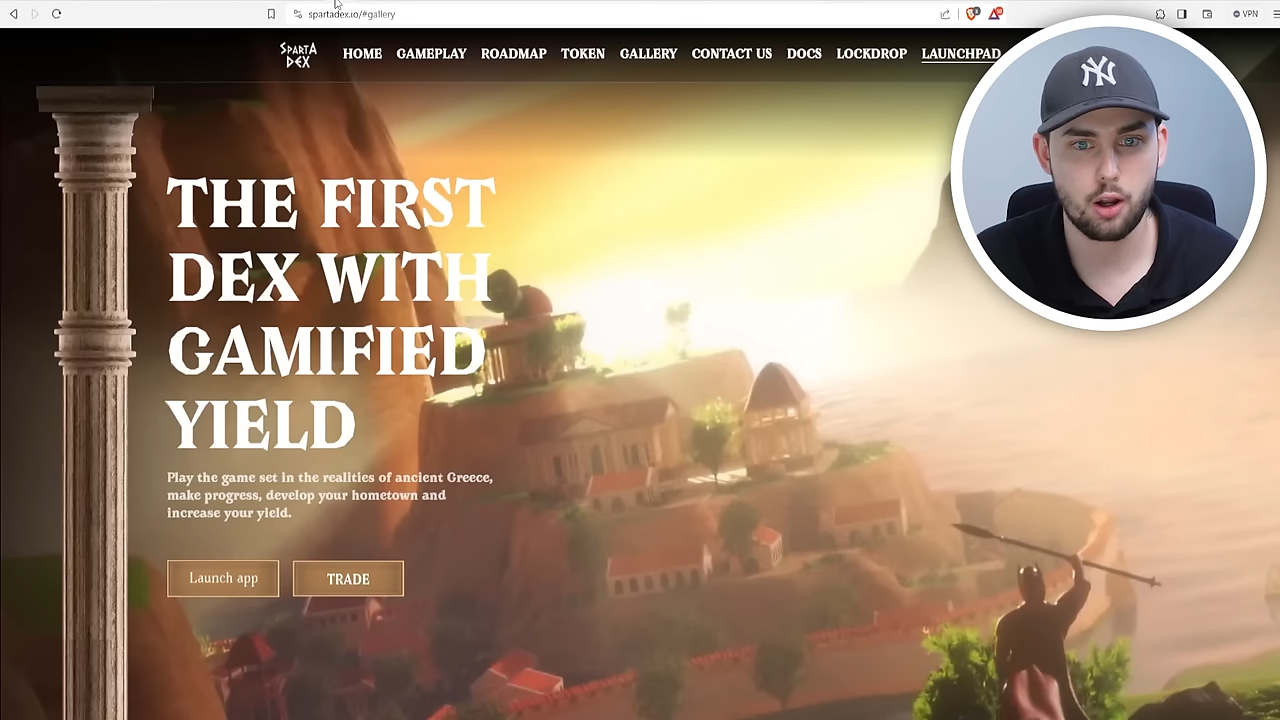 spartadex.io/#gallery
VPN
SPARTA
DEX
HOME GAMEPLAY ROADMAP TOKEN GALLERY CONTACT US DOCS LOCKDROP LAUNCHPAD
NY
THE FIRST
DEX WITH
GAMIFIED
YIELD
Play the game set in the realities of ancient Greece,
make progress, develop your hometown and
increase your yield.
Launch app TRADE